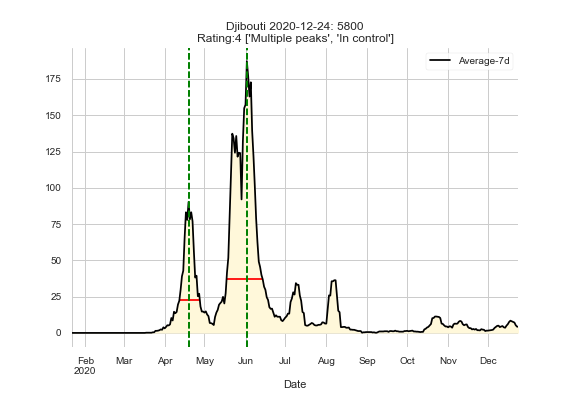 Djibouti 2020-12-24: 5800
Rating:4 ['Multiple peaks', 'In control']
Average-7d
175
150
125
100
75
50
25
0
Feb Mar Apr May Jun Jul Aug Sep Oct Nov Dec
2020
Date